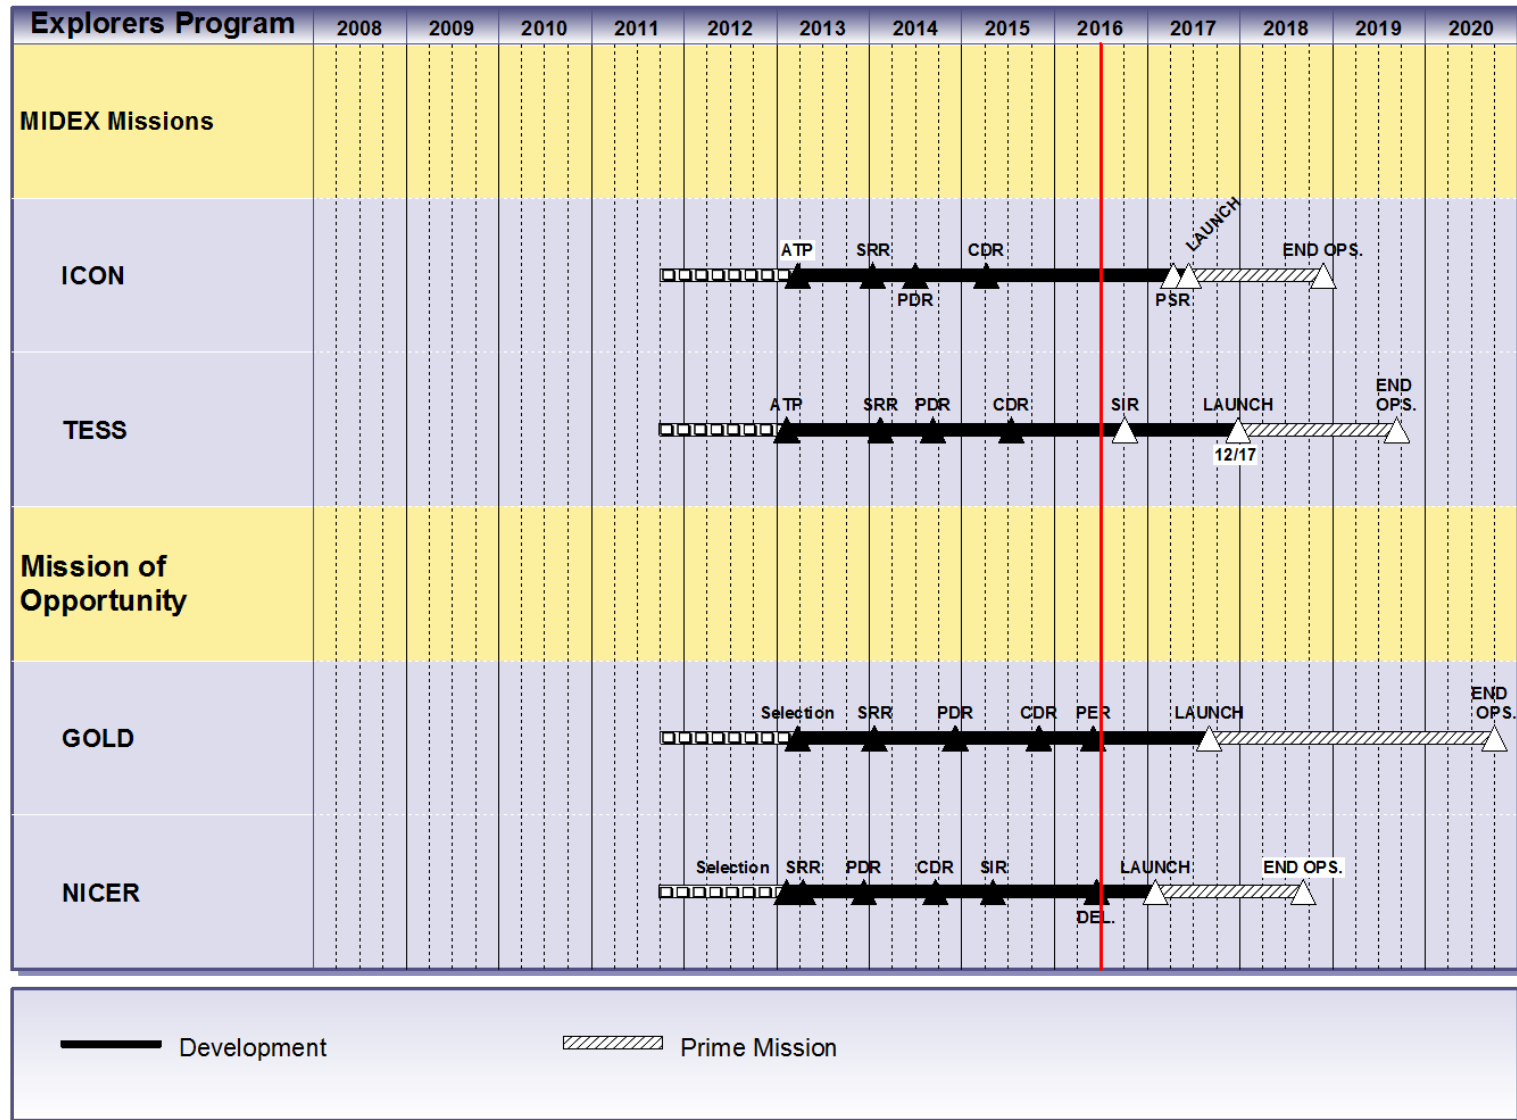 Explorers Program 2008 2009 2010 2011 2012 2013 2014 2015 2016 2017 2018 2019 2020
MIDEX Missions
LAUNCH
ATP SRR CDR END OPS.
ICON
PDR PSR
END
ATP SRR PDR CDR SIR LAUNCH OPS.
TESS
12/17
Mission of
Opportunity
END
Selection SRR PDR CDR PER LAUNCH OPS.
GOLD
Selection SRR PDR CDR SIR LAUNCH END OPS.
NICER
DEL.
Development Prime Mission